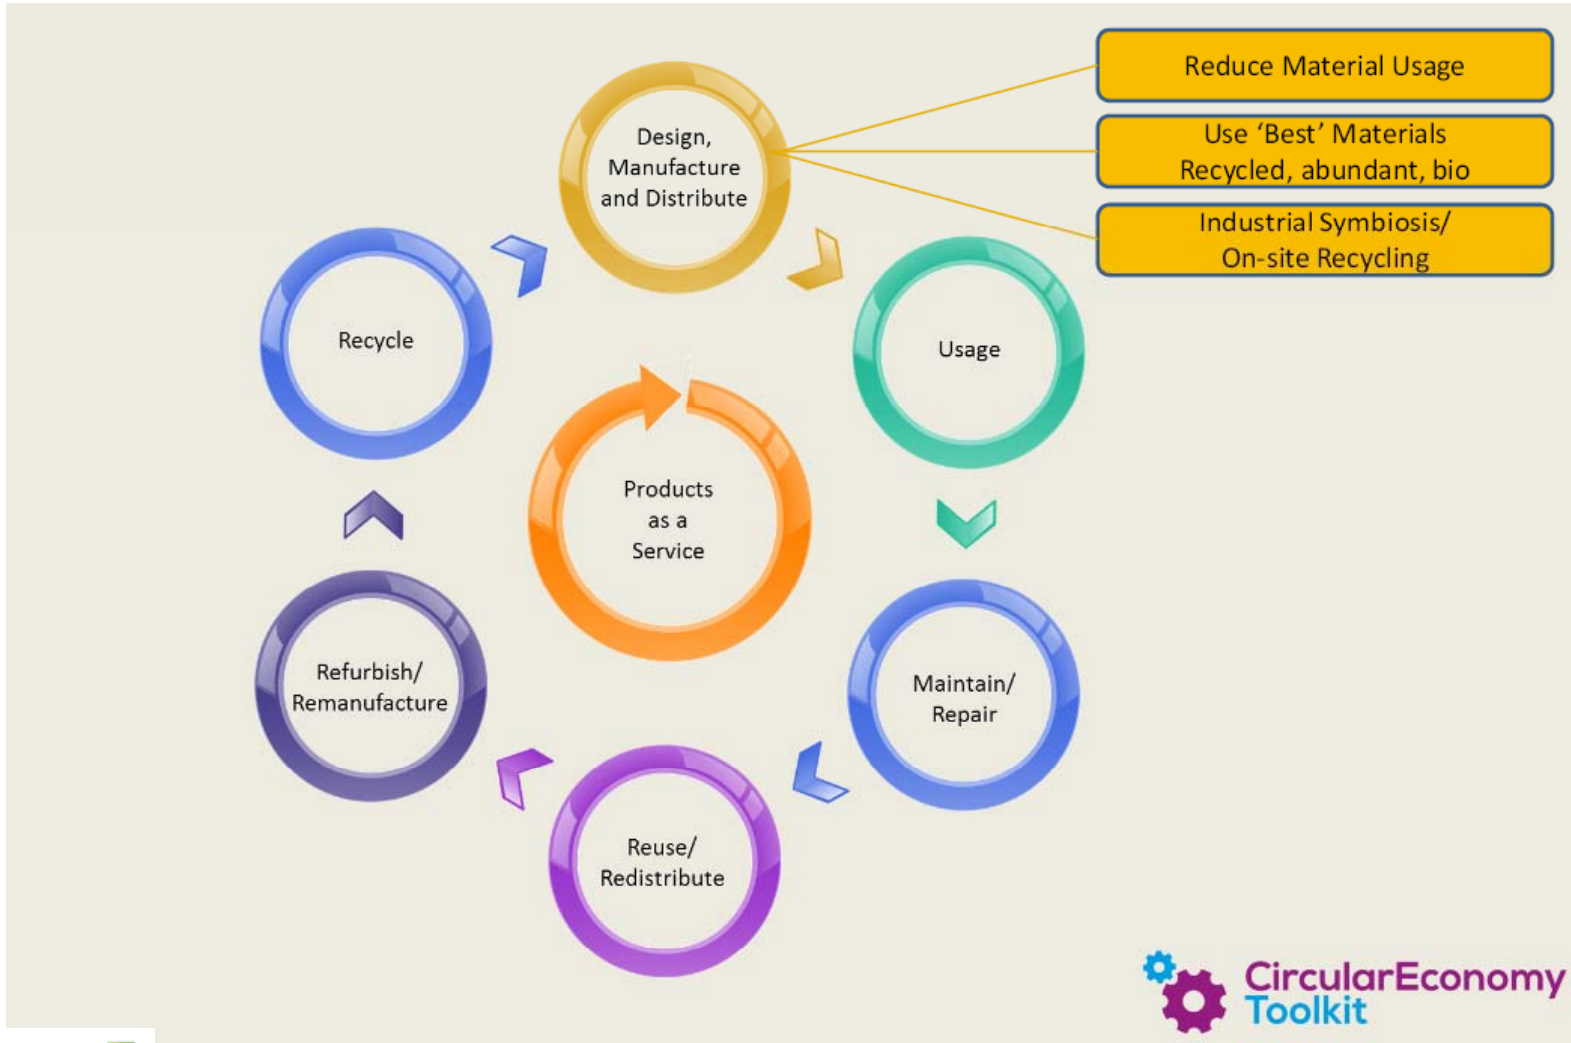 Reduce Material Usage
Use ‘Best’ Materials
Recycled, abundant, bio
Industrial Symbiosis/
On-site Recycling
Design,
Manufacture
and Distribute
Usage
Maintain/
Repair
Reuse/
Redistribute
Refurbish/
Remanufacture
Recycle
Products
as a
Service
CircularEconomy
Toolkit